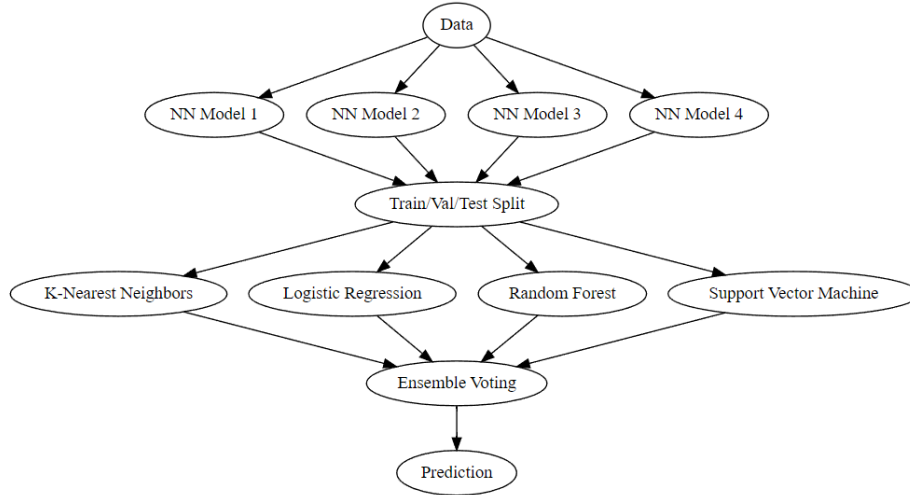 Data
NN Model 1
NN Model 2
NN Model 3
NN Model 4
Train/Val/Test Split
K-Nearest Neighbors
Logistic Regression
Random Forest
Support Vector Machine
Ensemble Voting
Prediction